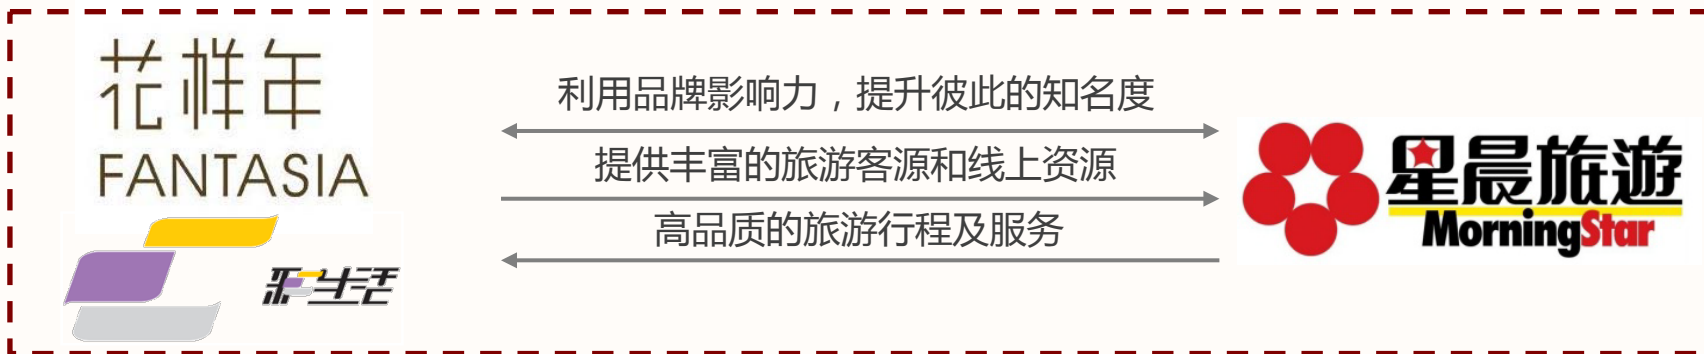 花样年
FANTASIA
彩生活
利用品牌影响力，提升彼此的知名度
提供丰富的旅游客源和线上资源
高品质的旅游行程及服务
星晨旅遊
MorningStar